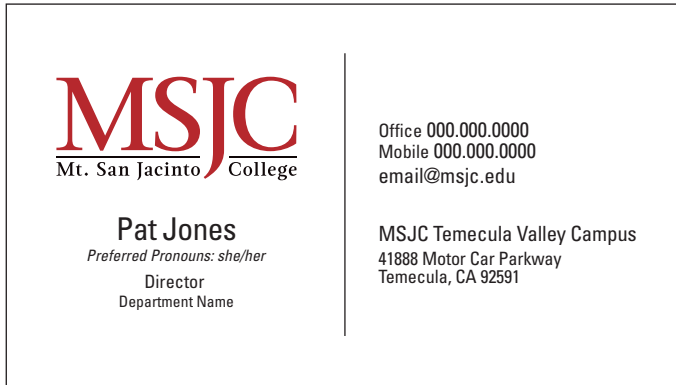 MSJC
Mt. San Jacinto College
Pat Jones
Preferred Pronouns: she/her
Director
Department Name
Office 000.000.0000
Mobile 000.000.0000
email@msjc.edu
MSJC Temecula Valley Campus
41888 Motor Car Parkway
Temecula, CA 92591